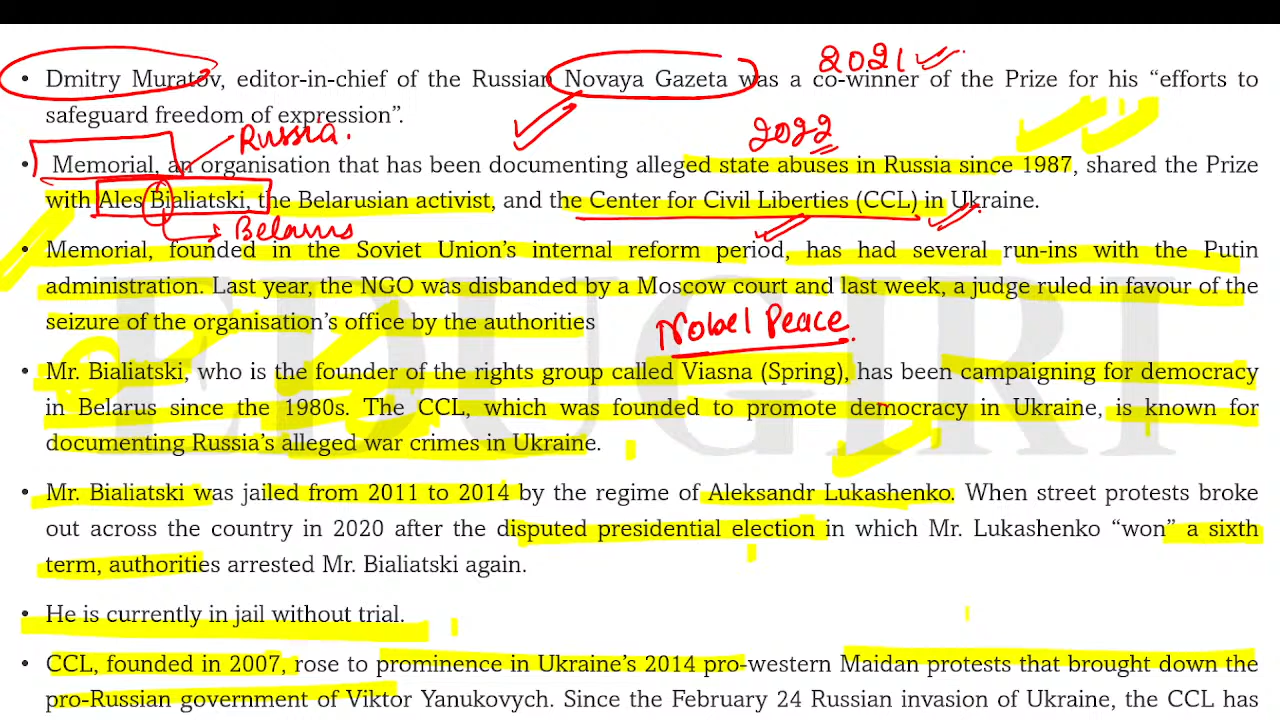 2021
• Dmitry Muratov, editor-in-chief of the Russian Novaya Gazeta was a co-winner of the Prize for his “efforts to
safeguard freedom of expression”.
Russia.
2022
• Memorial, an organisation that has been documenting alleged state abuses in Russia since 1987, shared the Prize
with Ales Bialiatski, the Belarusian activist, and the Center for Civil Liberties (CCL) in Ukraine.
Belarus
• Memorial, founded in the Soviet Union’s internal reform period, has had several run-ins with the Putin
administration. Last year, the NGO was disbanded by a Moscow court and last week, a judge ruled in favour of the
seizure of the organisation’s office by the authorities
Nobel Peace.
• Mr. Bialiatski, who is the founder of the rights group called Viasna (Spring), has been campaigning for democracy
in Belarus since the 1980s. The CCL, which was founded to promote democracy in Ukraine, is known for
documenting Russia’s alleged war crimes in Ukraine.
• Mr. Bialiatski was jailed from 2011 to 2014 by the regime of Aleksandr Lukashenko. When street protests broke
out across the country in 2020 after the disputed presidential election in which Mr. Lukashenko “won” a sixth
term, authorities arrested Mr. Bialiatski again.
• He is currently in jail without trial.
• CCL, founded in 2007, rose to prominence in Ukraine’s 2014 pro-western Maidan protests that brought down the
pro-Russian government of Viktor Yanukovych. Since the February 24 Russian invasion of Ukraine, the CCL has
EDUGIRI